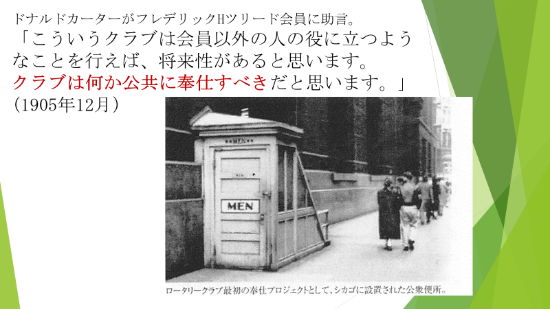 ドナルドカーターがフレデリックHツリード会員に助言。
「こういうクラブは会員以外の人の役に立つよう
なことを行えば、将来性があると思います。
クラブは何か公共に奉仕すべきだと思います。」
（1905年12月）
MEN
MEN
ロータリークラブ最初の奉仕プロジェクトとして、シカゴに設置された公衆便所。